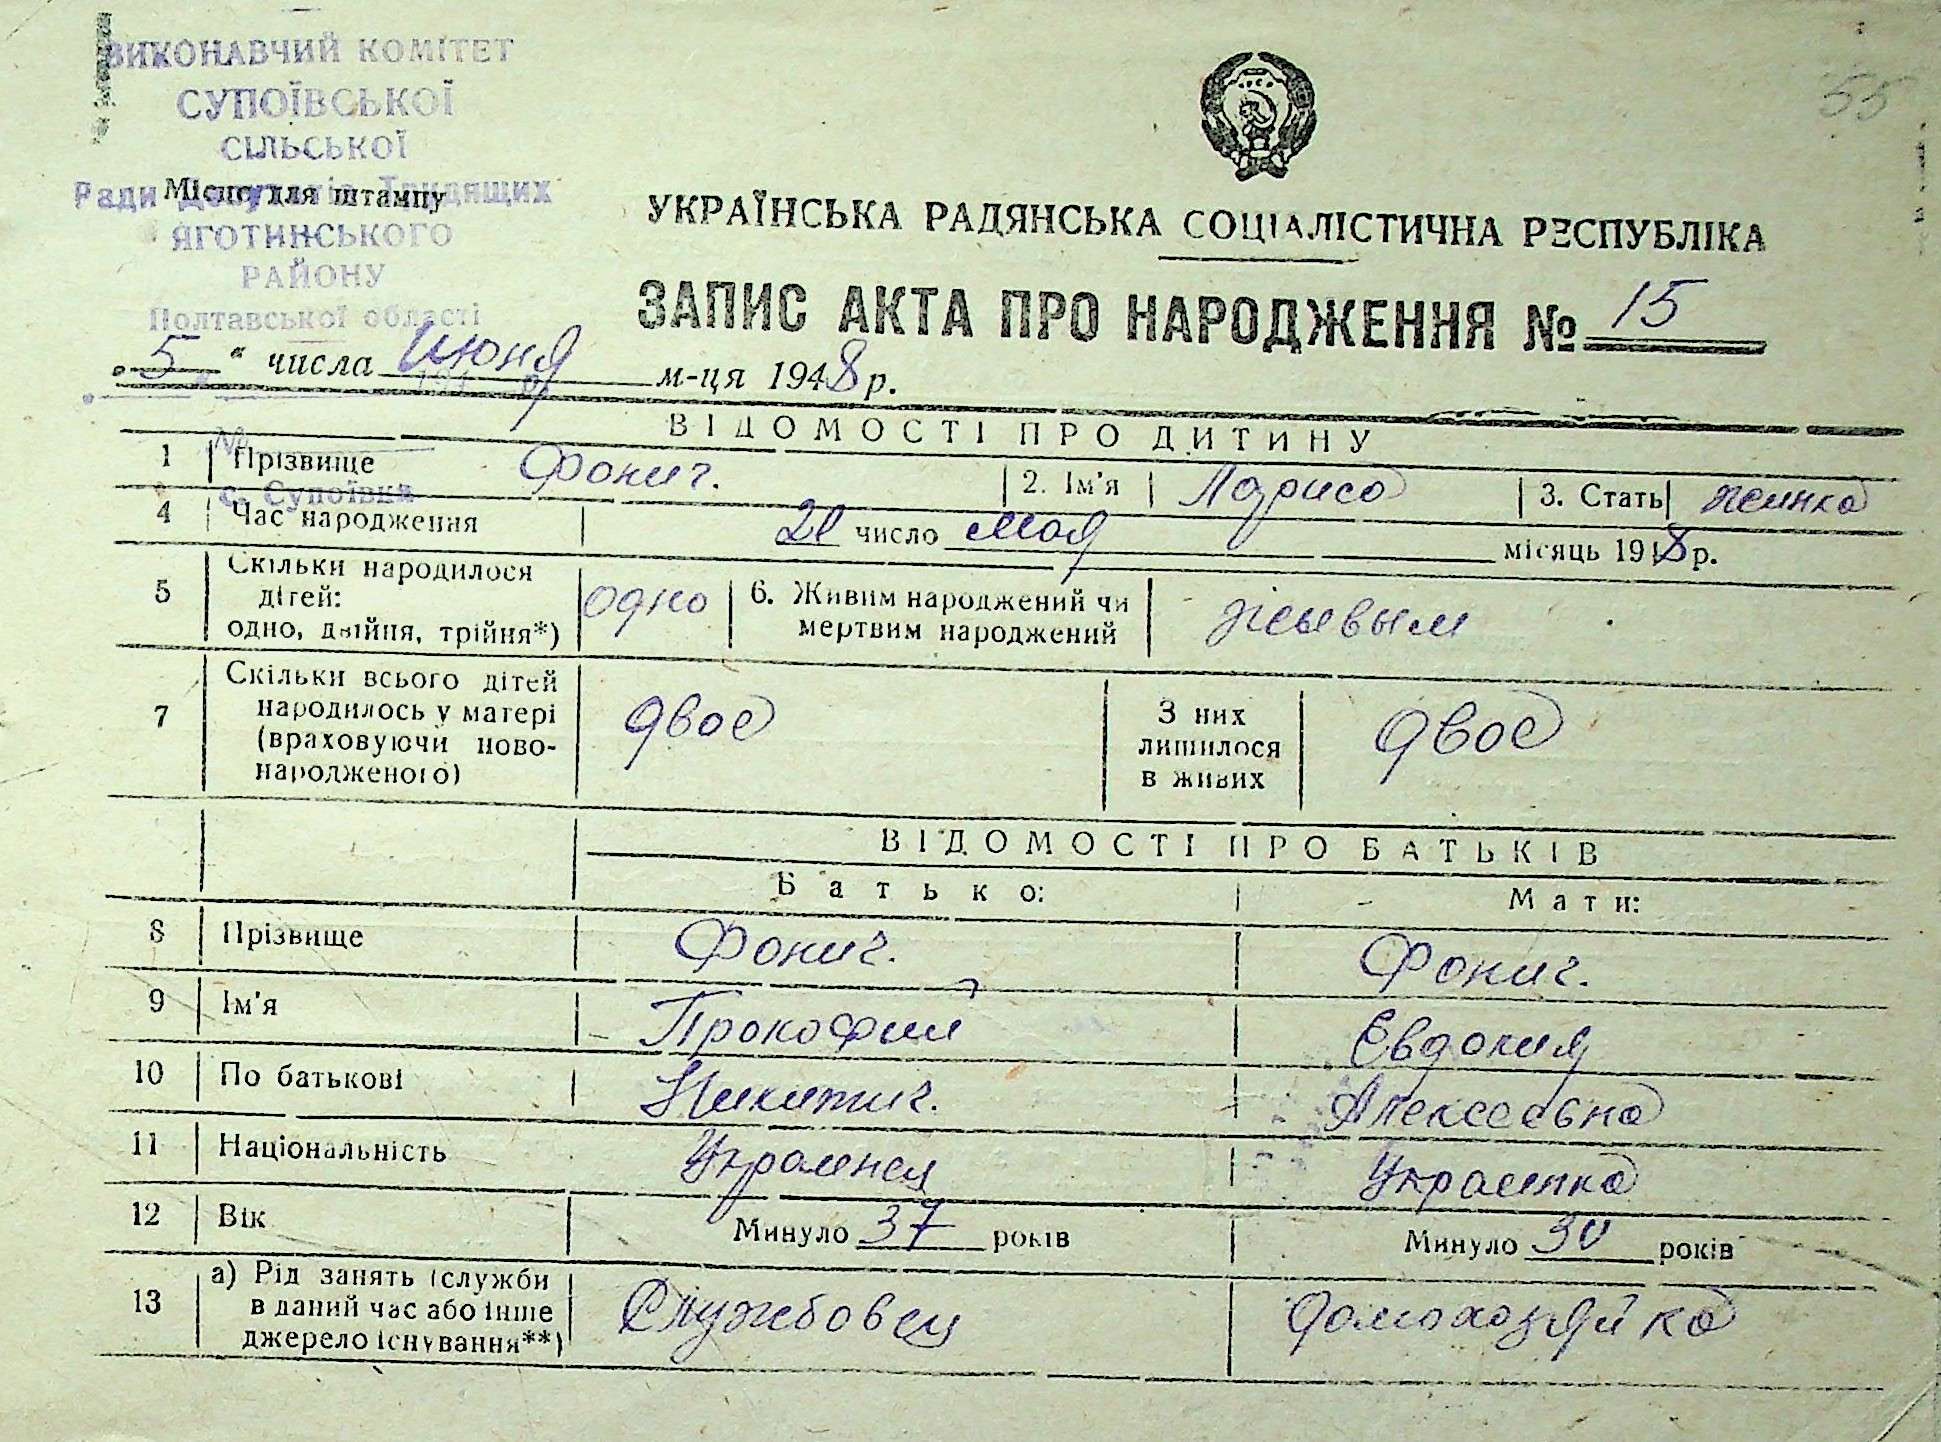 55
ВИКОНАВЧИЙ КОМІТЕТ
СУПОЇВСЬКОЇ
СІЛЬСЬКОЇ
Ради Депутатів Трудящих
Місце для штампу
ЯГОТИНСЬКОГО
РАЙОНУ
Полтавської області
№
с. Супоївка
УКРАЇНСЬКА РАДЯНСЬКА СОЦІАЛІСТИЧНА РЕСПУБЛІКА
ЗАПИС АКТА ПРО НАРОДЖЕННЯ № 15
„5“ числа Июня м-ця 1948 р.
ВІДОМОСТІ ПРО ДИТИНУ
1 Прізвище Фонич. 2. Ім'я Лариса 3. Стать жінка
4 Час народження число мая місяць 1948 р.
5 Скільки народилося дітей: одно, двійня, трійня*) одно 6. Живим народжений чи мертвим народжений живым
7 Скільки всього дітей народилось у матері (враховуючи новонародженого) двое З них лишилося в живих двое
ВІДОМОСТІ ПРО БАТЬКІВ
Батько: Мати:
8 Прізвище Фонич. Фонич.
9 Ім'я Прокофий Евдокия
10 По батькові Никитич. Алексеевна
11 Національність Украинец Украинка
12 Вік Минуло 37 років Минуло 30 років
13 а) Рід занять (служби в даний час або інше джерело існування**) Службовец домохозяйка